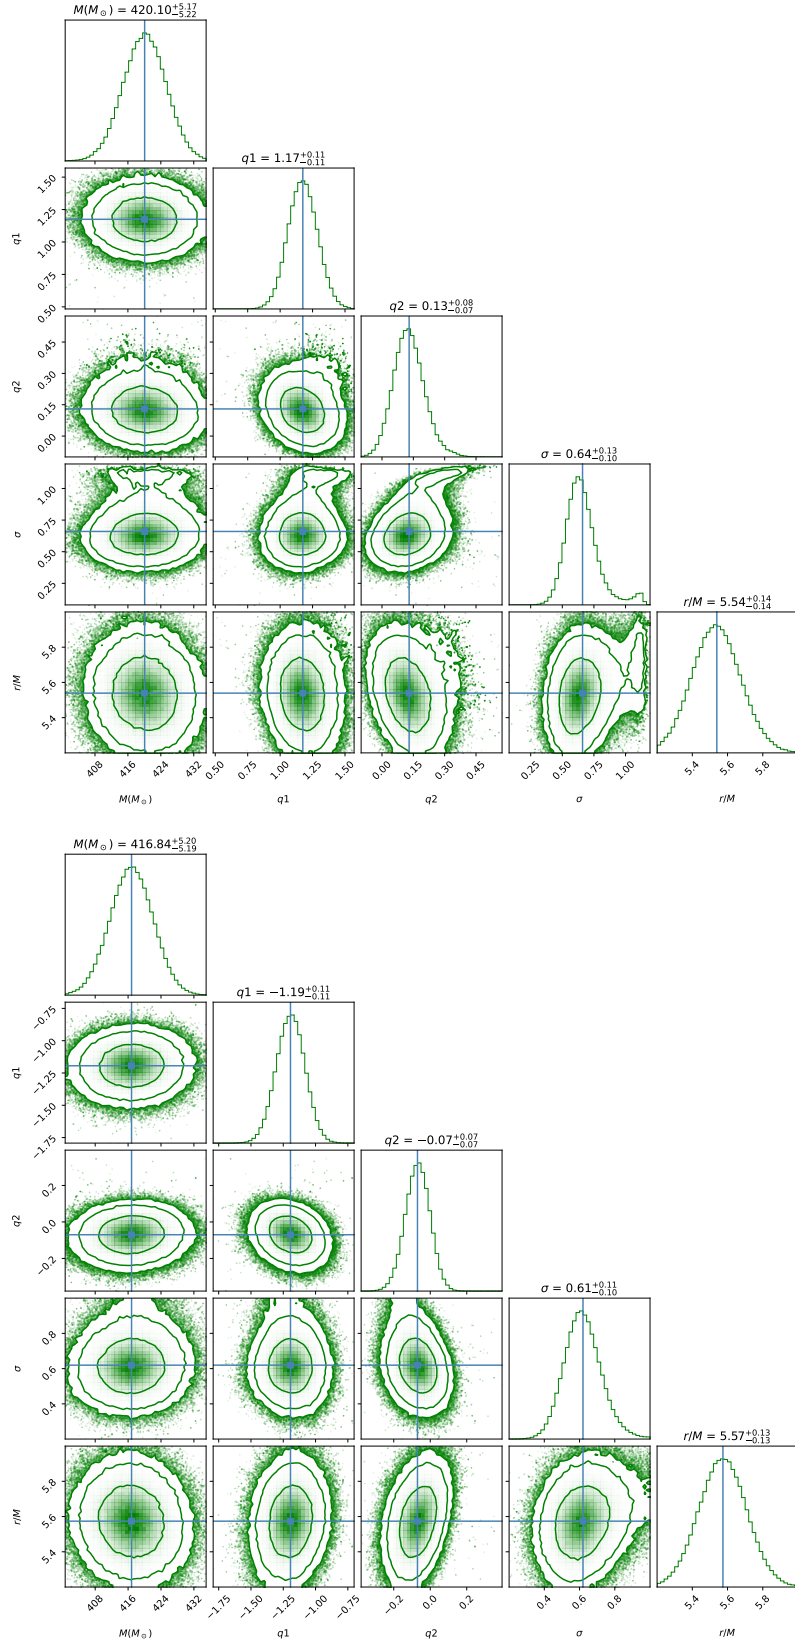 M(M⊙) = 420.10+5.17−5.22
q1 = 1.17+0.11−0.11
q1
1.50
1.25
1.00
0.75
0.50
q2 = 0.13+0.08−0.07
q2
0.45
0.30
0.15
0.00
σ = 0.64+0.13−0.10
σ
1.00
0.75
0.50
0.25
r/M = 5.54+0.14−0.14
r/M
5.8
5.6
5.4
408 416 424 432
0.50 0.75 1.00 1.25 1.50
0.00 0.15 0.30 0.45
0.25 0.50 0.75 1.00
5.4 5.6 5.8
M(M⊙) q1 q2 σ r/M
M(M⊙) = 416.84+5.20−5.19
q1 = −1.19+0.11−0.11
q1
−0.75
−1.00
−1.25
−1.50
−1.75
q2 = −0.07+0.07−0.07
q2
0.2
0.0
−0.2
σ = 0.61+0.11−0.10
σ
0.8
0.6
0.4
r/M = 5.57+0.13−0.13
r/M
5.8
5.6
5.4
408 416 424 432
−1.75 −1.50 −1.25 −1.00 −0.75
−0.2 0.0 0.2
0.4 0.6 0.8
5.4 5.6 5.8
M(M⊙) q1 q2 σ r/M